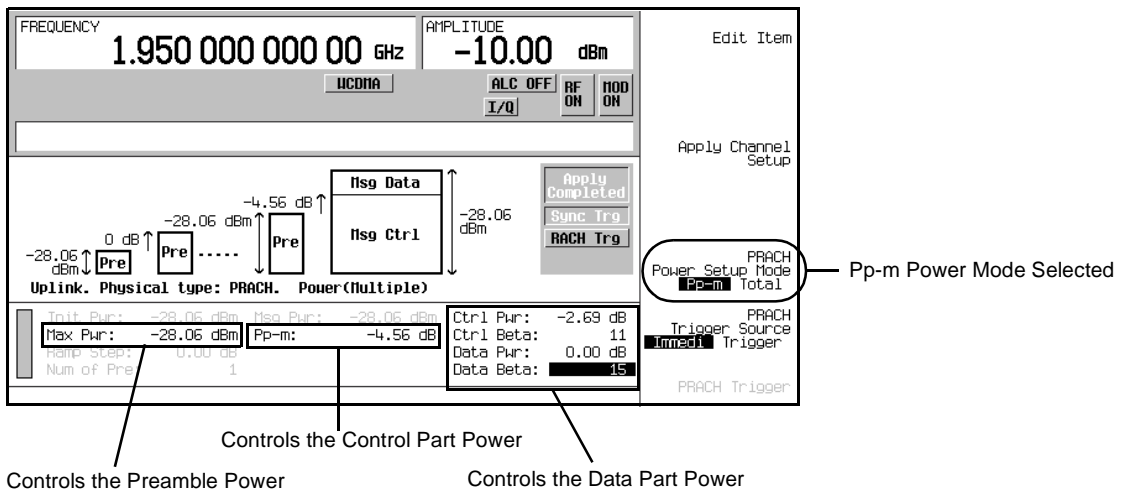 FREQUENCY
1.950 000 000 00 GHz
AMPLITUDE
-10.00 dBm
WCDMA
ALC OFF
I/Q
RF ON
MOD ON
Edit Item
Apply Channel
Setup
Msg Data
Msg Ctrl
-4.56 dB
-28.06 dBm
0 dB
-28.06
dBm
Pre
Pre
.....
Pre
-28.06
dBm
Apply
Completed
Sync Trg
RACH Trg
Uplink. Physical type: PRACH. Power(Multiple)
PRACH
Power Setup Mode
Pp-m Total
Pp-m Power Mode Selected
Init Pwr: -28.06 dBm Msg Pwr: -28.06 dBm
Max Pwr: -28.06 dBm Pp-m: -4.56 dB
Ramp Step: 0.00 dB
Num of Pre: 1
Ctrl Pwr: -2.69 dB
Ctrl Beta: 11
Data Pwr: 0.00 dB
Data Beta: 15
PRACH
Trigger Source
Immedi Trigger
PRACH Trigger
Controls the Control Part Power
Controls the Preamble Power
Controls the Data Part Power